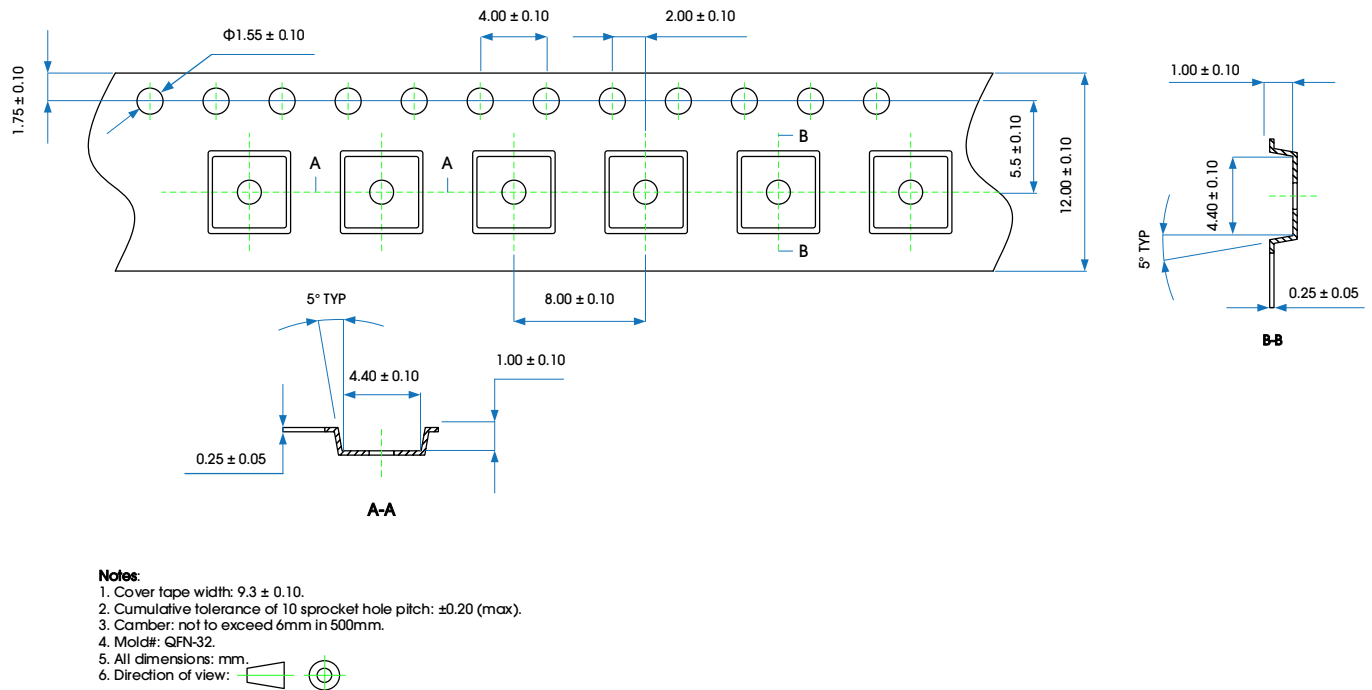 4.00 ± 0.10
2.00 ± 0.10
Φ1.55 ± 0.10
1.75 ± 0.10
1.00 ± 0.10
A
A
B
B
5.5 ± 0.10
12.00 ± 0.10
4.40 ± 0.10
5° TYP
0.25 ± 0.05
B-B
5° TYP
8.00 ± 0.10
4.40 ± 0.10
1.00 ± 0.10
0.25 ± 0.05
A-A
Notes:
1. Cover tape width: 9.3 ± 0.10.
2. Cumulative tolerance of 10 sprocket hole pitch: ±0.20 (max).
3. Camber: not to exceed 6mm in 500mm.
4. Mold#: QFN-32.
5. All dimensions: mm.
6. Direction of view: